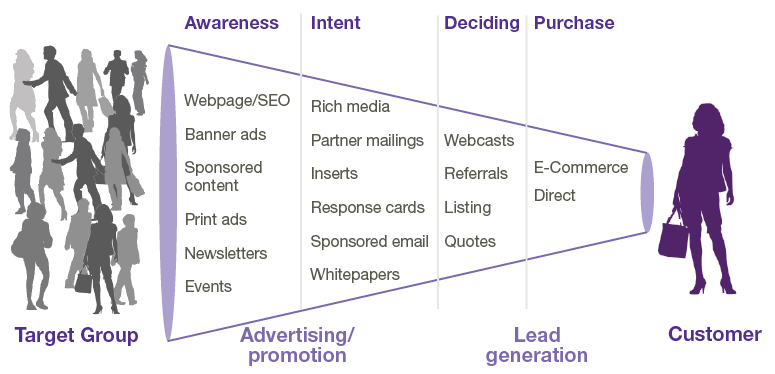 Awareness
Intent
Deciding
Purchase
Webpage/SEO
Banner ads
Sponsored
content
Print ads
Newsletters
Events
Rich media
Partner mailings
Inserts
Response cards
Sponsored email
Whitepapers
Webcasts
Referrals
Listing
Quotes
E-Commerce
Direct
Target Group
Advertising/
promotion
Lead
generation
Customer